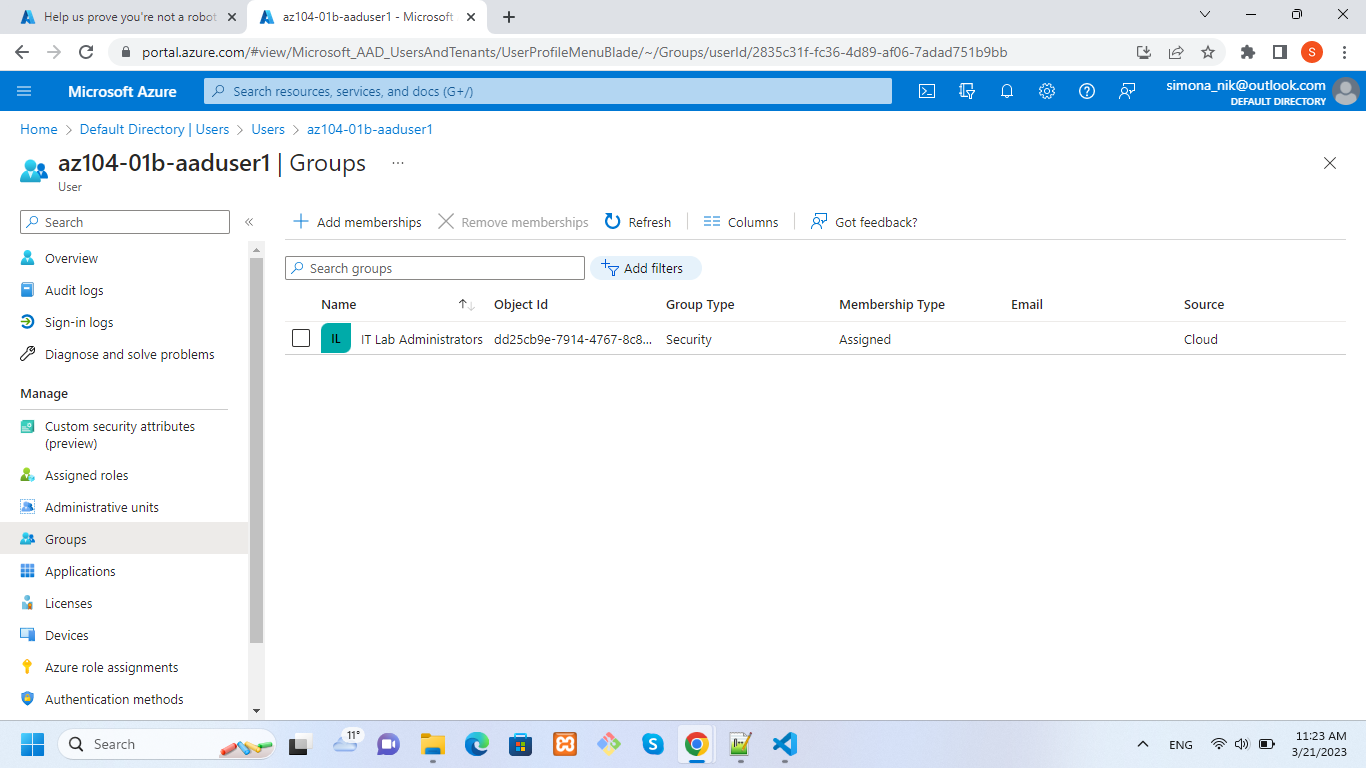 Help us prove you're not a robot
az104-01b-aaduser1 - Microsoft
portal.azure.com/#view/Microsoft_AAD_UsersAndTenants/UserProfileMenuBlade/~/Groups/userId/2835c31f-fc36-4d89-af06-7adad751b9bb
S
Microsoft Azure
Search resources, services, and docs (G+/)
simona_nik@outlook.com
DEFAULT DIRECTORY
Home > Default Directory | Users > Users > az104-01b-aaduser1
az104-01b-aaduser1 | Groups ...
User
Search
«
Add memberships
Remove memberships
Refresh
Columns
Got feedback?
Overview
Audit logs
Sign-in logs
Diagnose and solve problems
Manage
Custom security attributes
(preview)
Assigned roles
Administrative units
Groups
Applications
Licenses
Devices
Azure role assignments
Authentication methods
Search groups
Add filters
Name Object Id Group Type Membership Type Email Source
IL IT Lab Administrators dd25cb9e-7914-4767-8c8... Security Assigned Cloud
Search
11°
ENG
11:23 AM
3/21/2023